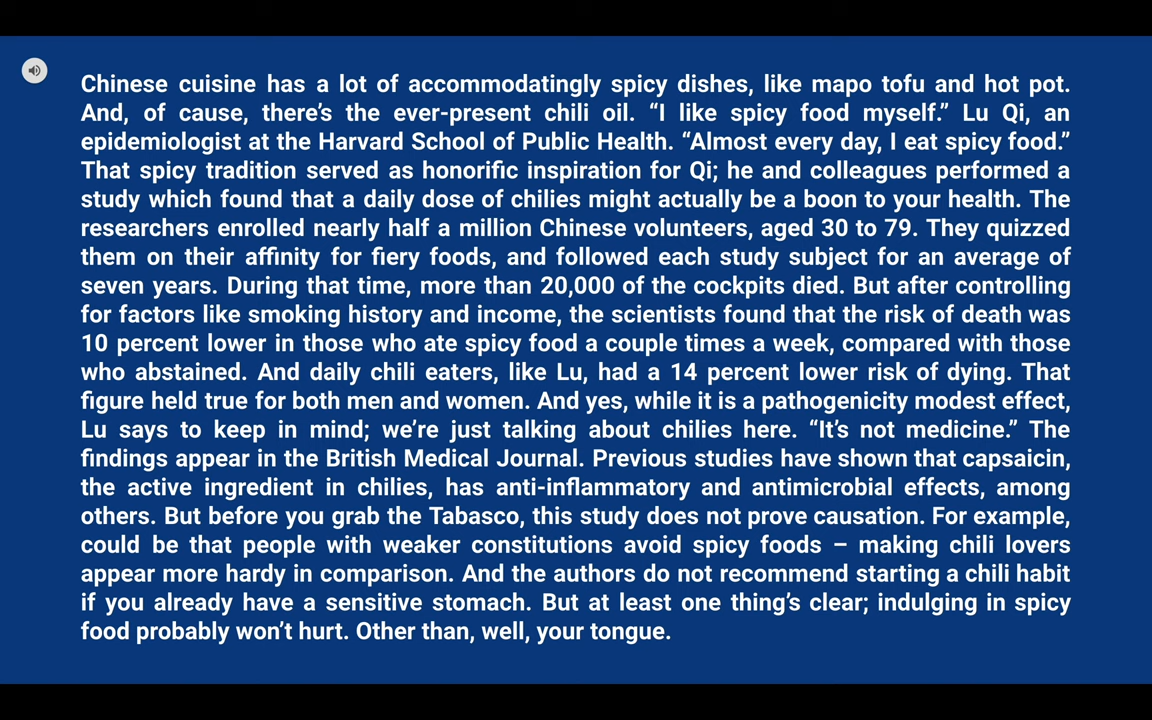 Chinese cuisine has a lot of accommodatingly spicy dishes, like mapo tofu and hot pot.
And, of cause, there’s the ever-present chili oil. “I like spicy food myself.” Lu Qi, an
epidemiologist at the Harvard School of Public Health. “Almost every day, I eat spicy food.”
That spicy tradition served as honorific inspiration for Qi; he and colleagues performed a
study which found that a daily dose of chilies might actually be a boon to your health. The
researchers enrolled nearly half a million Chinese volunteers, aged 30 to 79. They quizzed
them on their affinity for fiery foods, and followed each study subject for an average of
seven years. During that time, more than 20,000 of the cockpits died. But after controlling
for factors like smoking history and income, the scientists found that the risk of death was
10 percent lower in those who ate spicy food a couple times a week, compared with those
who abstained. And daily chili eaters, like Lu, had a 14 percent lower risk of dying. That
figure held true for both men and women. And yes, while it is a pathogenicity modest effect,
Lu says to keep in mind; we’re just talking about chilies here. “It’s not medicine.” The
findings appear in the British Medical Journal. Previous studies have shown that capsaicin,
the active ingredient in chilies, has anti-inflammatory and antimicrobial effects, among
others. But before you grab the Tabasco, this study does not prove causation. For example,
could be that people with weaker constitutions avoid spicy foods – making chili lovers
appear more hardy in comparison. And the authors do not recommend starting a chili habit
if you already have a sensitive stomach. But at least one thing’s clear; indulging in spicy
food probably won’t hurt. Other than, well, your tongue.